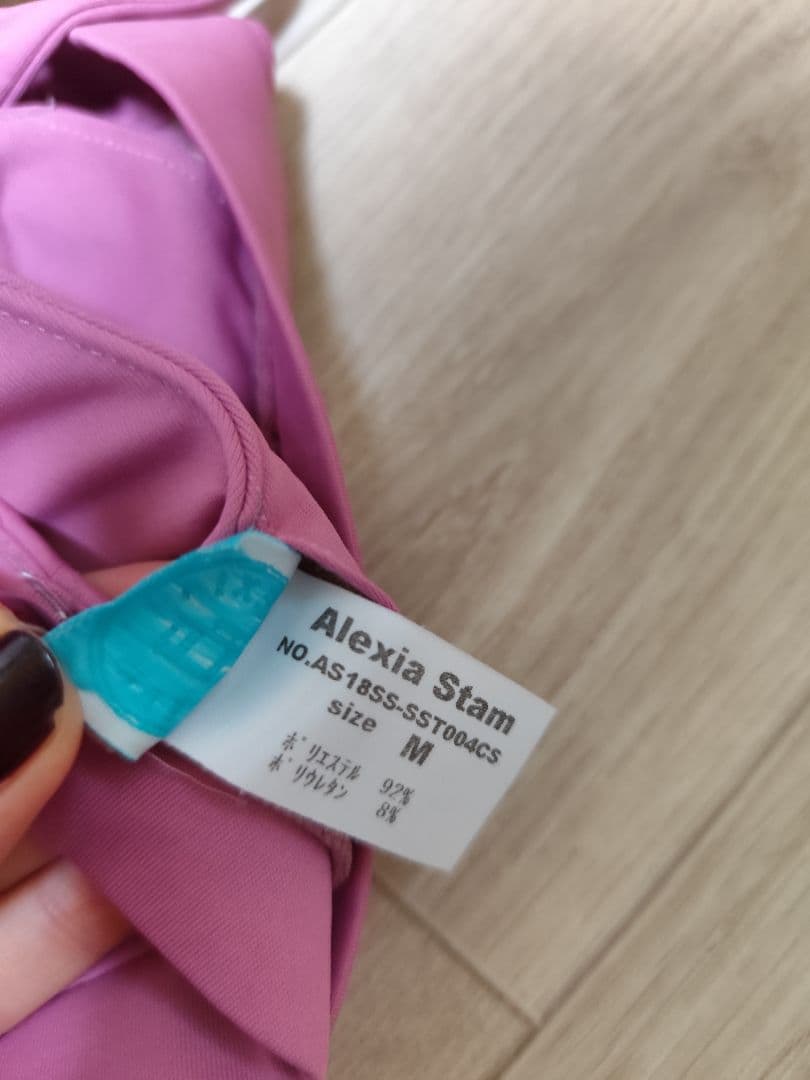 Alexia Stam
NO.AS18SS-SST004CS
size M
ﾎﾟﾘｴｽﾃﾙ 92%
ﾎﾟﾘｳﾚﾀﾝ 8%